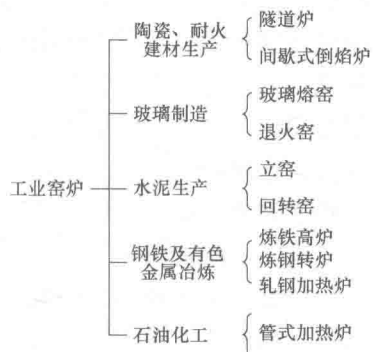 工业窑炉
陶瓷、耐火
建材生产
隧道炉
间歇式倒焰炉
玻璃制造
玻璃熔窑
退火窑
水泥生产
立窑
回转窑
钢铁及有色
金属冶炼
炼铁高炉
炼钢转炉
轧钢加热炉
石油化工
管式加热炉